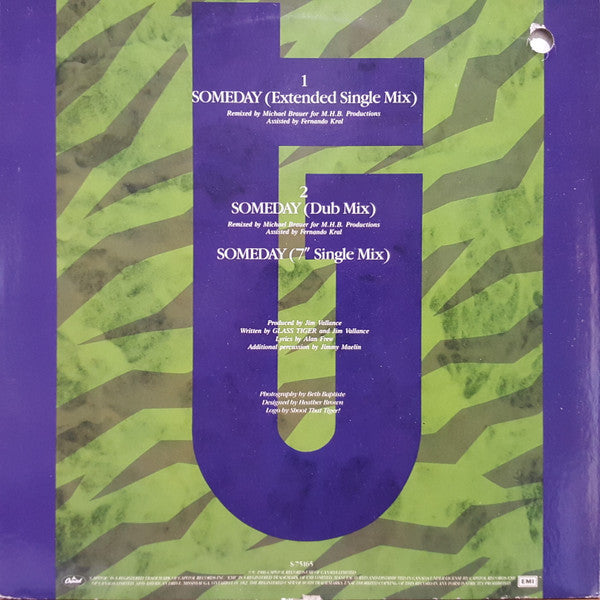 1
SOMEDAY (Extended Single Mix)
Remixed by Michael Brauer for M.H.B. Productions
Assisted by Fernando Kral
2
SOMEDAY (Dub Mix)
Remixed by Michael Brauer for M.H.B. Productions
Assisted by Fernando Kral
SOMEDAY (7" Single Mix)
Produced by Jim Vallance
Written by GLASS TIGER and Jim Vallance
Lyrics by Alan Frew
Additional percussion by Jimmy Maelin
Photography by Beth Baptiste
Designed by Heather Brown
Logo by Shoot That Tiger!
S 75165
Capitol
EMI